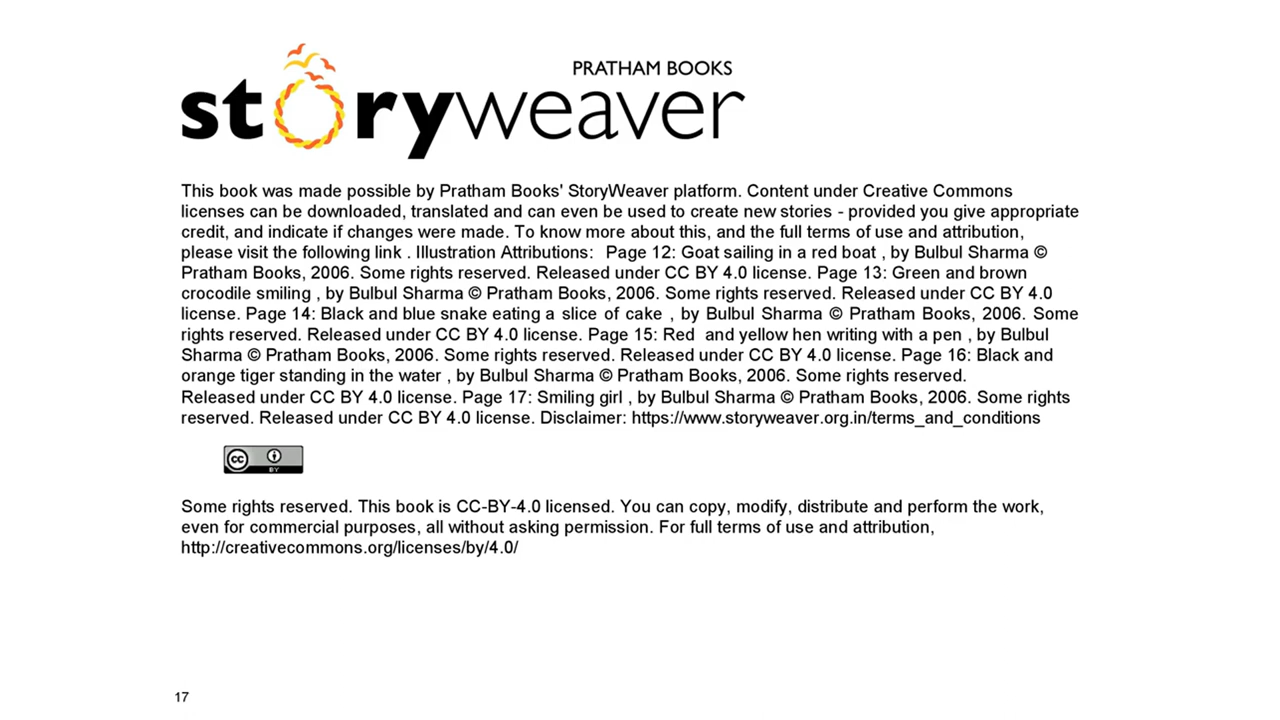 PRATHAM BOOKS
storyweaver
This book was made possible by Pratham Books' StoryWeaver platform. Content under Creative Commons
licenses can be downloaded, translated and can even be used to create new stories - provided you give appropriate
credit, and indicate if changes were made. To know more about this, and the full terms of use and attribution,
please visit the following link . Illustration Attributions: Page 12: Goat sailing in a red boat , by Bulbul Sharma ©
Pratham Books, 2006. Some rights reserved. Released under CC BY 4.0 license. Page 13: Green and brown
crocodile smiling , by Bulbul Sharma © Pratham Books, 2006. Some rights reserved. Released under CC BY 4.0
license. Page 14: Black and blue snake eating a slice of cake , by Bulbul Sharma © Pratham Books, 2006. Some
rights reserved. Released under CC BY 4.0 license. Page 15: Red and yellow hen writing with a pen , by Bulbul
Sharma © Pratham Books, 2006. Some rights reserved. Released under CC BY 4.0 license. Page 16: Black and
orange tiger standing in the water , by Bulbul Sharma © Pratham Books, 2006. Some rights reserved.
Released under CC BY 4.0 license. Page 17: Smiling girl , by Bulbul Sharma © Pratham Books, 2006. Some rights
reserved. Released under CC BY 4.0 license. Disclaimer: https://www.storyweaver.org.in/terms_and_conditions
cc
BY
Some rights reserved. This book is CC-BY-4.0 licensed. You can copy, modify, distribute and perform the work,
even for commercial purposes, all without asking permission. For full terms of use and attribution,
http://creativecommons.org/licenses/by/4.0/
17